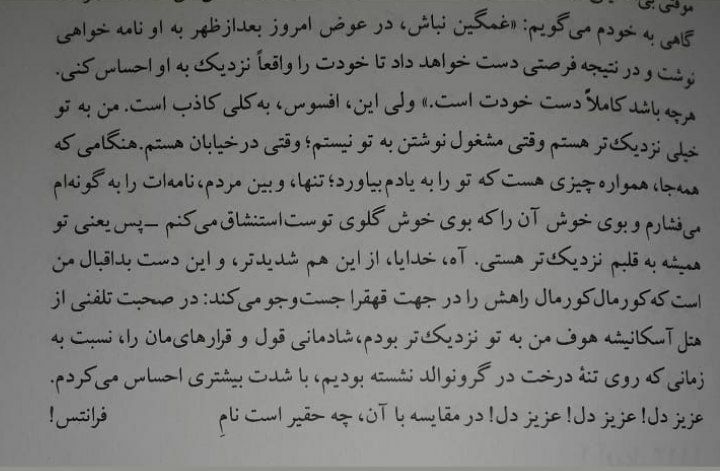 موقتی بی
گاهی به خودم می‌گویم: «غمگین نباش، در عوض امروز بعدازظهر به او نامه خواهی
نوشت و در نتیجه فرصتی دست خواهد داد تا خودت را واقعاً نزدیک به او احساس کنی.
هرچه باشد کاملاً دست خودت است.» ولی این، افسوس، به‌کلی کاذب است. من به تو
خیلی نزدیک‌تر هستم وقتی مشغول نوشتن به تو نیستم؛ وقتی در خیابان هستم. هنگامی که
همه‌جا، همواره چیزی هست که تو را به یادم بیاورد؛ تنها، و بین مردم، نامه‌ات را به گونه‌ام
می‌فشارم و بوی خوش آن را که بوی خوش گلوی توست استنشاق می‌کنم — پس یعنی تو
همیشه به قلبم نزدیک‌تر هستی. آه، خدایا، از این هم شدیدتر، و این دست بداقبال من
است که کورمال‌کورمال راهش را در جهت قهقرا جست‌وجو می‌کند: در صحبت تلفنی از
هتل آسکانیشه هوف من به تو نزدیک‌تر بودم، شادمانی قول و قرارهای‌مان را، نسبت به
زمانی که روی تنهٔ درخت در گرونوالد نشسته بودیم، با شدت بیشتری احساس می‌کردم.
عزیز دل! عزیز دل! عزیز دل! در مقایسه با آن، چه حقیر است نامِ فرانتس!